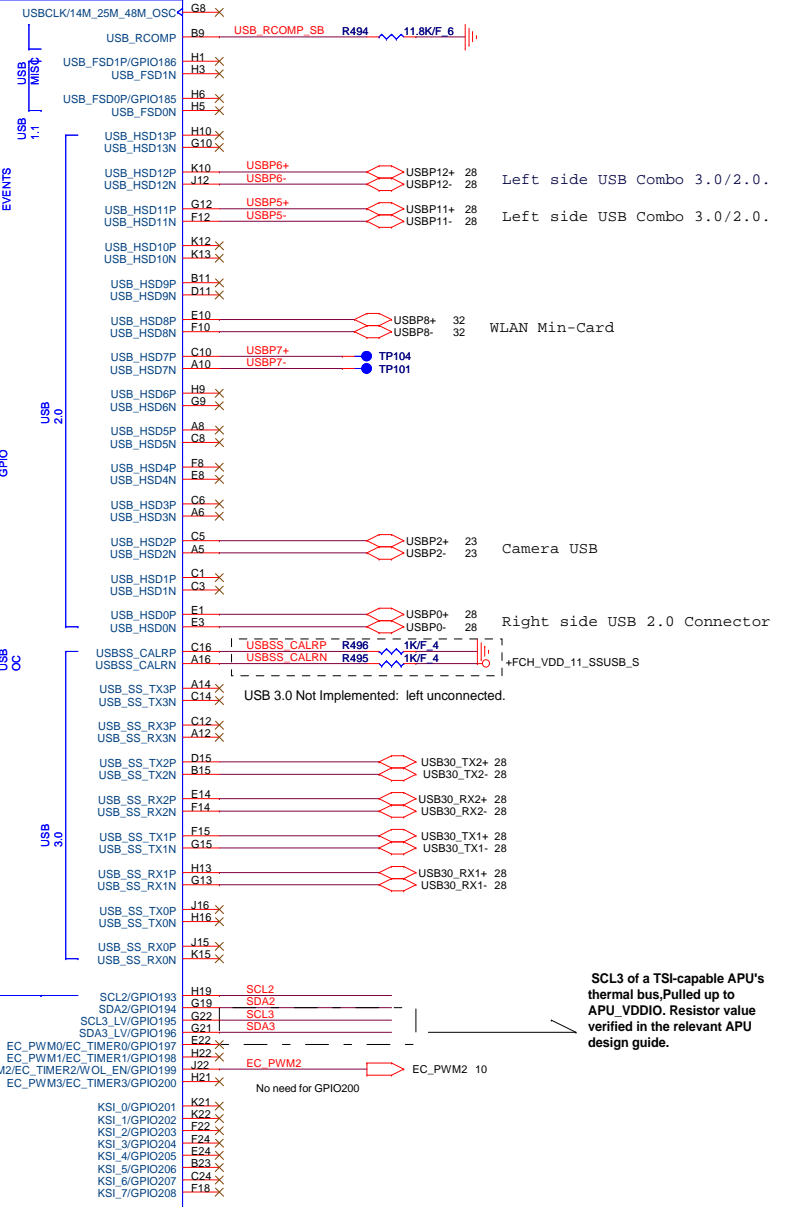 USBCLK/14M_25M_48M_OSC G8
USB_RCOMP B9 USB_RCOMP_SB R494 11.8K/F_6
USB MISC
USB_FSD1P/GPIO186 H1
USB_FSD1N H3
USB_FSD0P/GPIO185 H6
USB_FSD0N H5
USB 1.1
USB_HSD13P H10
USB_HSD13N G10
EVENTS
USB_HSD12P K10 USBP6+ USBP12+ 28
USB_HSD12N J12 USBP6- USBP12- 28
Left side USB Combo 3.0/2.0.
USB_HSD11P G12 USBP5+ USBP11+ 28
USB_HSD11N F12 USBP5- USBP11- 28
Left side USB Combo 3.0/2.0.
USB_HSD10P K12
USB_HSD10N K13
USB_HSD9P B11
USB_HSD9N D11
USB_HSD8P E10 USBP8+ 32
USB_HSD8N F10 USBP8- 32
WLAN Min-Card
USB_HSD7P C10 USBP7+ TP104
USB_HSD7N A10 USBP7- TP101
USB_HSD6P H9
USB_HSD6N G9
USB 2.0
USB_HSD5P A8
USB_HSD5N C8
GPIO
USB_HSD4P F8
USB_HSD4N E8
USB_HSD3P C6
USB_HSD3N A6
USB_HSD2P C5 USBP2+ 23
USB_HSD2N A5 USBP2- 23
Camera USB
USB_HSD1P C1
USB_HSD1N C3
USB_HSD0P E1 USBP0+ 28
USB_HSD0N E3 USBP0- 28
Right side USB 2.0 Connector
USB OC
USBSS_CALRP C16 USBSS_CALRP R496 1K/F_4
USBSS_CALRN A16 USBSS_CALRN R495 1K/F_4 +FCH_VDD_11_SSUSB_S
USB 3.0 Not Implemented: left unconnected.
USB_SS_TX3P A14
USB_SS_TX3N C14
USB_SS_RX3P C12
USB_SS_RX3N A12
USB_SS_TX2P D15 USB30_TX2+ 28
USB_SS_TX2N B15 USB30_TX2- 28
USB_SS_RX2P E14 USB30_RX2+ 28
USB_SS_RX2N F14 USB30_RX2- 28
USB 3.0
USB_SS_TX1P F15 USB30_TX1+ 28
USB_SS_TX1N G15 USB30_TX1- 28
USB_SS_RX1P H13 USB30_RX1+ 28
USB_SS_RX1N G13 USB30_RX1- 28
USB_SS_TX0P J16
USB_SS_TX0N H16
USB_SS_RX0P J15
USB_SS_RX0N K15
SCL2/GPIO193 H19 SCL2
SDA2/GPIO194 G19 SDA2
SCL3_LV/GPIO195 G22 SCL3
SDA3_LV/GPIO196 G21 SDA3
SCL3 of a TSI-capable APU's
thermal bus,Pulled up to
APU_VDDIO. Resistor value
verified in the relevant APU
design guide.
EC_PWM0/EC_TIMER0/GPIO197 E22
EC_PWM1/EC_TIMER1/GPIO198 H22
M2/EC_TIMER2/WOL_EN/GPIO199 J22 EC_PWM2 EC_PWM2 10
EC_PWM3/EC_TIMER3/GPIO200 H21
No need for GPIO200
KSI_0/GPIO201 K21
KSI_1/GPIO202 K22
KSI_2/GPIO203 F22
KSI_3/GPIO204 F24
KSI_4/GPIO205 E24
KSI_5/GPIO206 B23
KSI_6/GPIO207 C24
KSI_7/GPIO208 F18